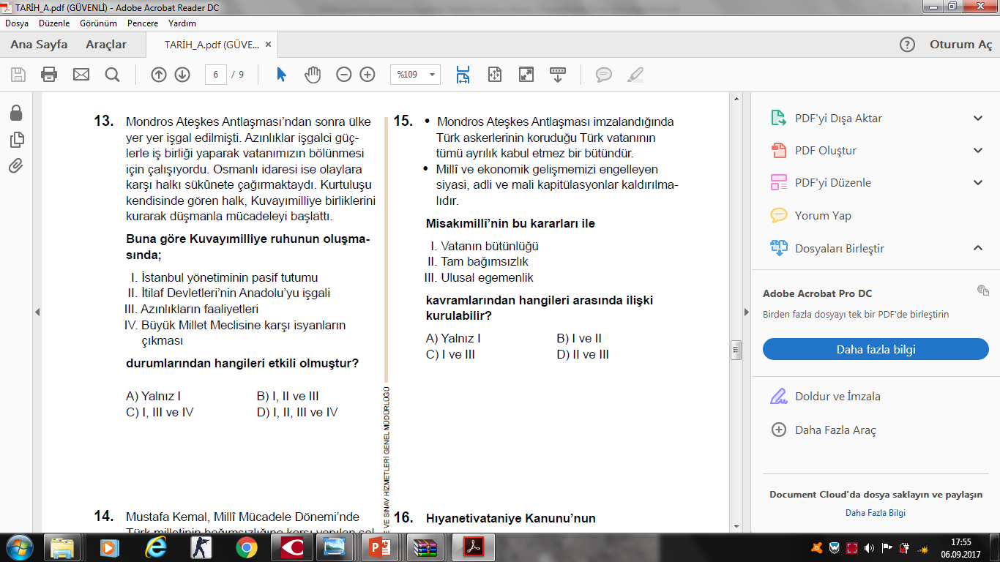 TARİH_A.pdf (GÜVENLİ) - Adobe Acrobat Reader DC
Dosya Düzenle Görünüm Pencere Yardım
Ana Sayfa Araçlar TARİH_A.pdf (GÜVE... × ? Oturum Aç
6 / 9 %109
13. Mondros Ateşkes Antlaşması’ndan sonra ülke
yer yer işgal edilmişti. Azınlıklar işgalci güç-
lerle iş birliği yaparak vatanımızın bölünmesi
için çalışıyordu. Osmanlı idaresi ise olaylara
karşı halkı sükûnete çağırmaktaydı. Kurtuluşu
kendisinde gören halk, Kuvayımilliye birliklerini
kurarak düşmanla mücadeleyi başlattı.
Buna göre Kuvayımilliye ruhunun oluşma-
sında;
I. İstanbul yönetiminin pasif tutumu
II. İtilaf Devletleri’nin Anadolu’yu işgali
III. Azınlıkların faaliyetleri
IV. Büyük Millet Meclisine karşı isyanların
çıkması
durumlarından hangileri etkili olmuştur?
A) Yalnız I B) I, II ve III
C) I, III ve IV D) I, II, III ve IV
14. Mustafa Kemal, Millî Mücadele Dönemi’nde
Türk milletinin bağımsızlığına karşı yapılan sal
E VE SINAV HİZMETLERİ GENEL MÜDÜRLÜĞÜ
15. • Mondros Ateşkes Antlaşması imzalandığında
Türk askerlerinin koruduğu Türk vatanının
tümü ayrılık kabul etmez bir bütündür.
• Millî ve ekonomik gelişmemizi engelleyen
siyasi, adli ve mali kapitülasyonlar kaldırılma-
lıdır.
Misakımillî’nin bu kararları ile
I. Vatanın bütünlüğü
II. Tam bağımsızlık
III. Ulusal egemenlik
kavramlarından hangileri arasında ilişki
kurulabilir?
A) Yalnız I B) I ve II
C) I ve III D) II ve III
16. Hıyanetivataniye Kanunu’nun
PDF'yi Dışa Aktar
PDF Oluştur
PDF'yi Düzenle
Yorum Yap
Dosyaları Birleştir
Adobe Acrobat Pro DC
Birden fazla dosyayı tek bir PDF'de birleştirin
Daha fazla bilgi
Doldur ve İmzala
Daha Fazla Araç
Document Cloud'da dosya saklayın ve paylaşın
Daha Fazla Bilgi
17:55
06.09.2017